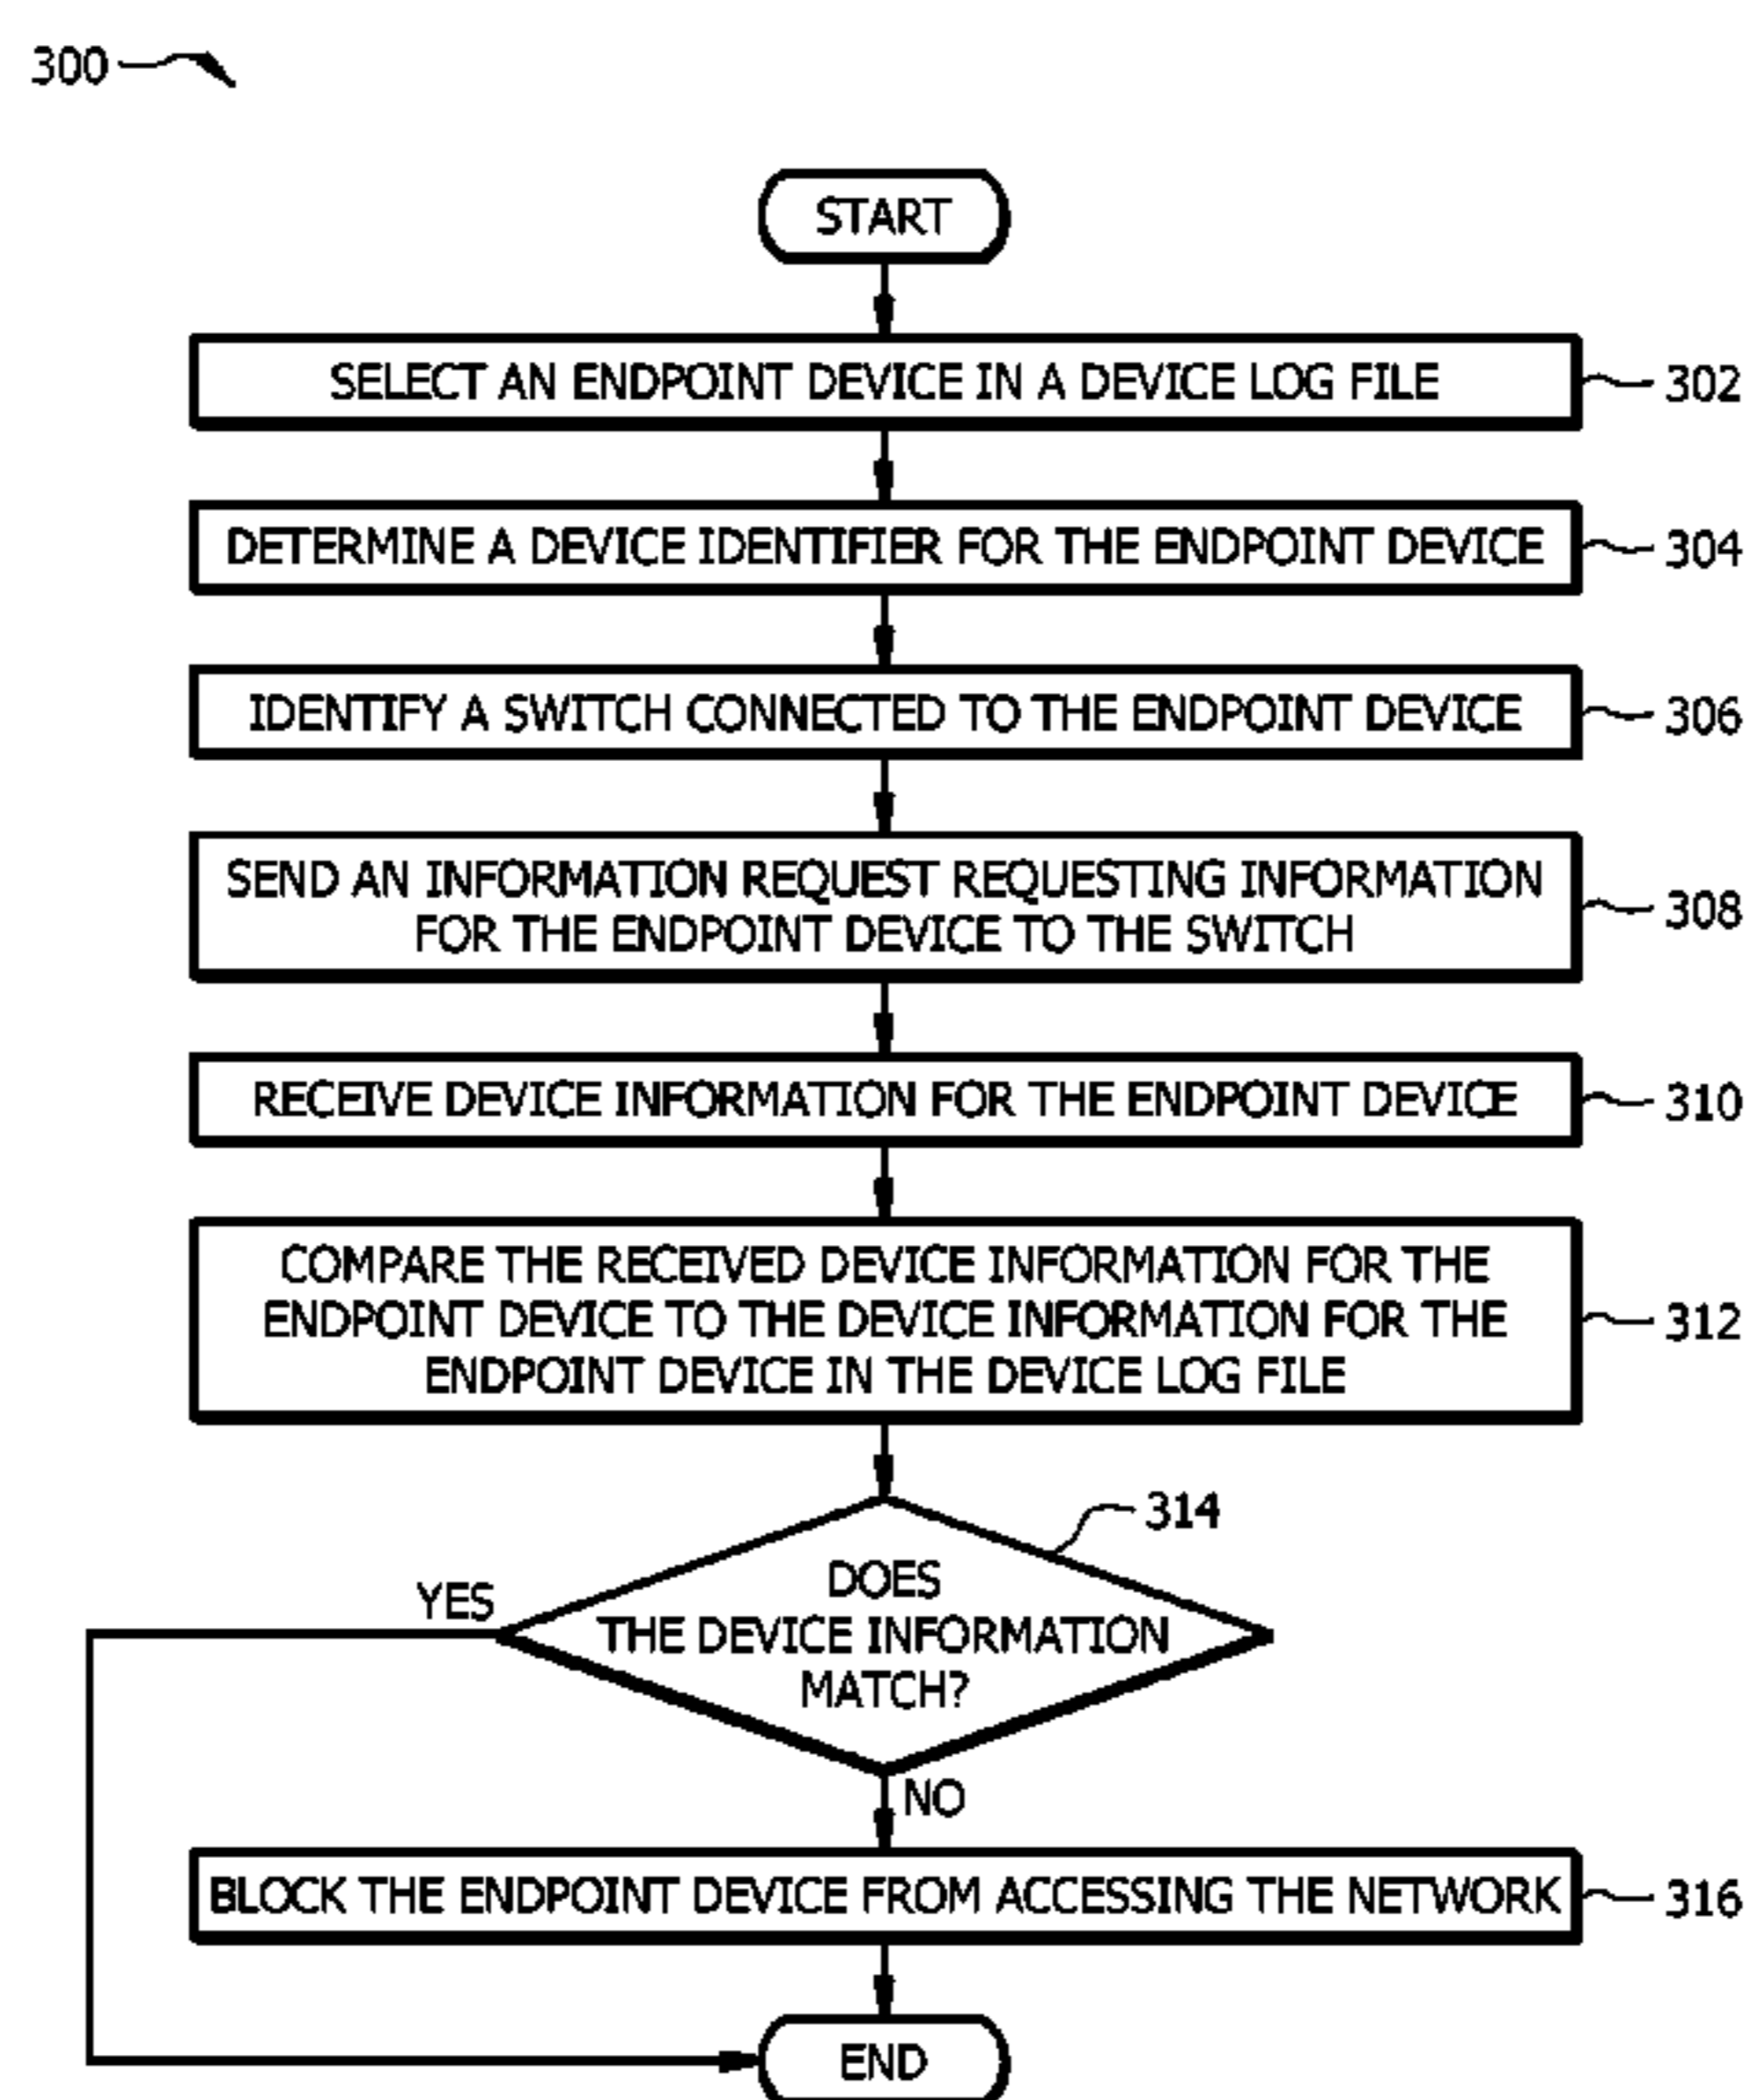 300
START
SELECT AN ENDPOINT DEVICE IN A DEVICE LOG FILE
302
DETERMINE A DEVICE IDENTIFIER FOR THE ENDPOINT DEVICE
304
IDENTIFY A SWITCH CONNECTED TO THE ENDPOINT DEVICE
306
SEND AN INFORMATION REQUEST REQUESTING INFORMATION
FOR THE ENDPOINT DEVICE TO THE SWITCH
308
RECEIVE DEVICE INFORMATION FOR THE ENDPOINT DEVICE
310
COMPARE THE RECEIVED DEVICE INFORMATION FOR THE
ENDPOINT DEVICE TO THE DEVICE INFORMATION FOR THE
ENDPOINT DEVICE IN THE DEVICE LOG FILE
312
314
DOES
THE DEVICE INFORMATION
MATCH?
YES
NO
BLOCK THE ENDPOINT DEVICE FROM ACCESSING THE NETWORK
316
END